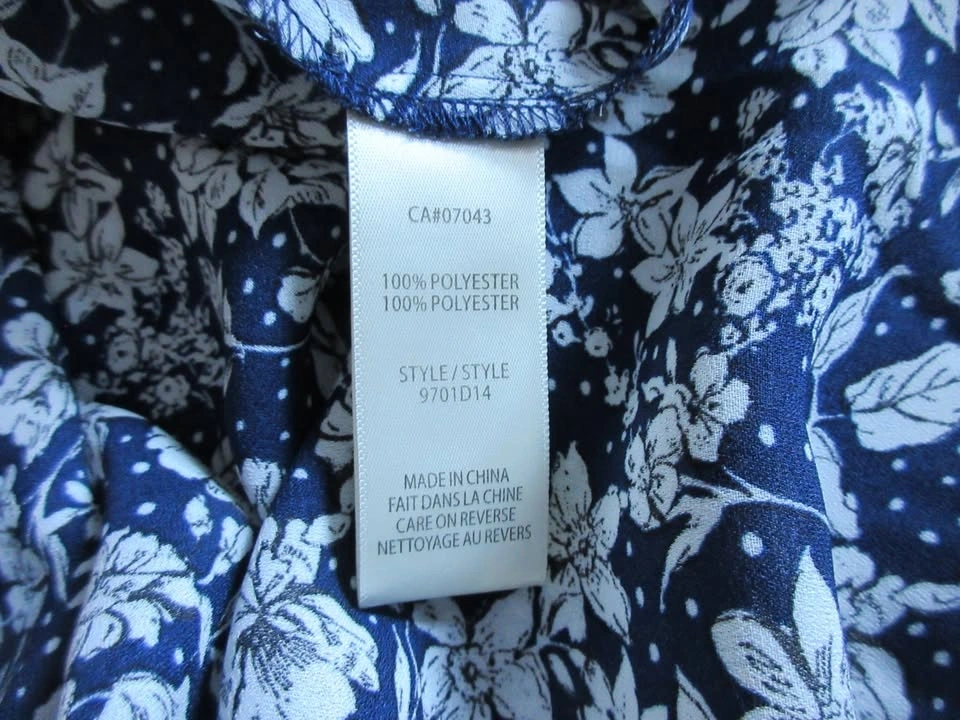 CA#07043
100% POLYESTER
100% POLYESTER
STYLE / STYLE
9701D14
MADE IN CHINA
FAIT DANS LA CHINE
CARE ON REVERSE
NETTOYAGE AU REVERS